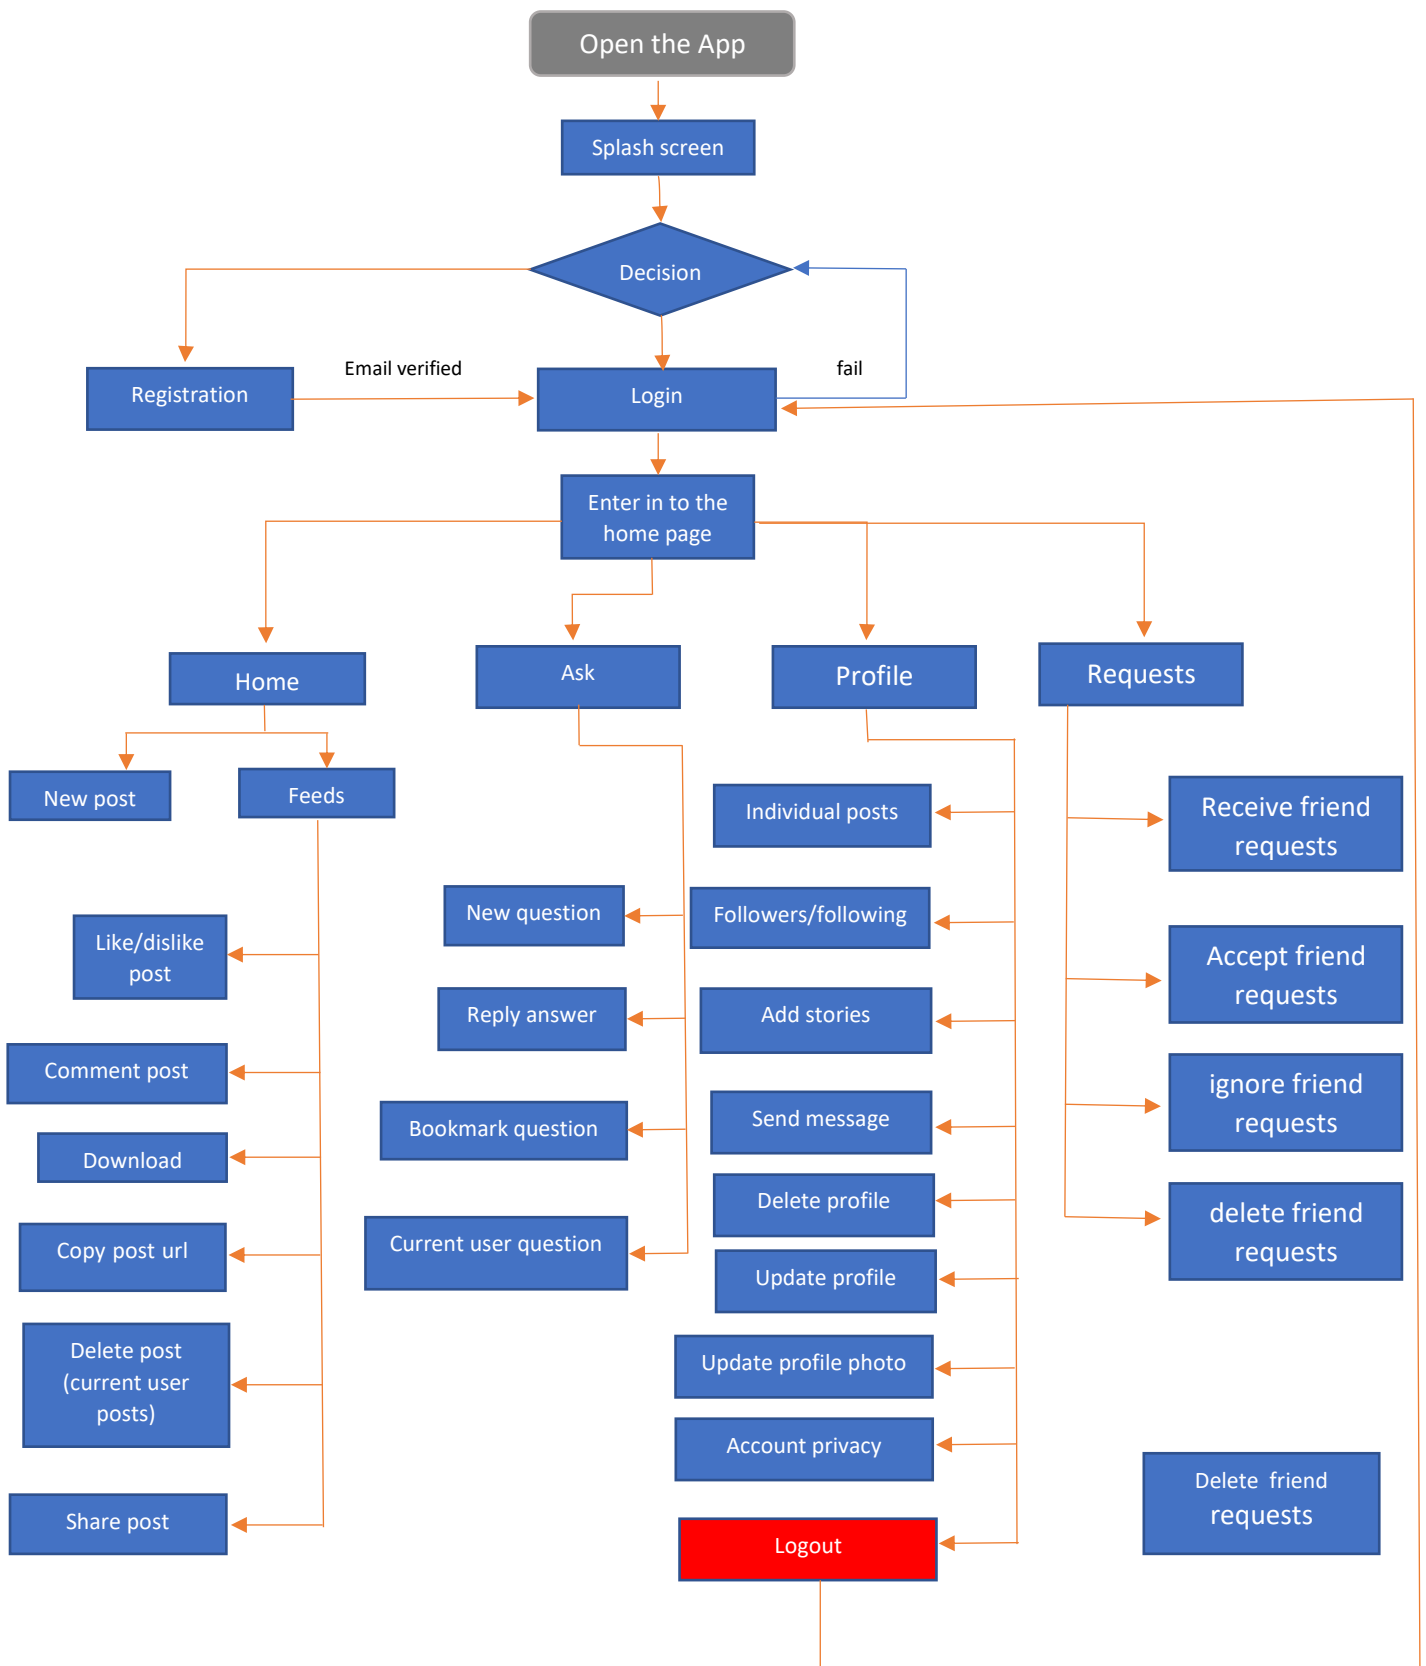 Open the App
Splash screen
Decision
Email verified
fail
Registration
Login
Enter in to the
home page
Home
Ask
Profile
Requests
New post
Feeds
Individual posts
Receive friend
requests
New question
Followers/following
Like/dislike
post
Accept friend
requests
Reply answer
Add stories
Comment post
ignore friend
requests
Bookmark question
Send message
Download
Delete profile
delete friend
requests
Copy post url
Current user question
Update profile
Delete post
(current user
posts)
Update profile photo
Account privacy
Delete  friend
requests
Share post
Logout